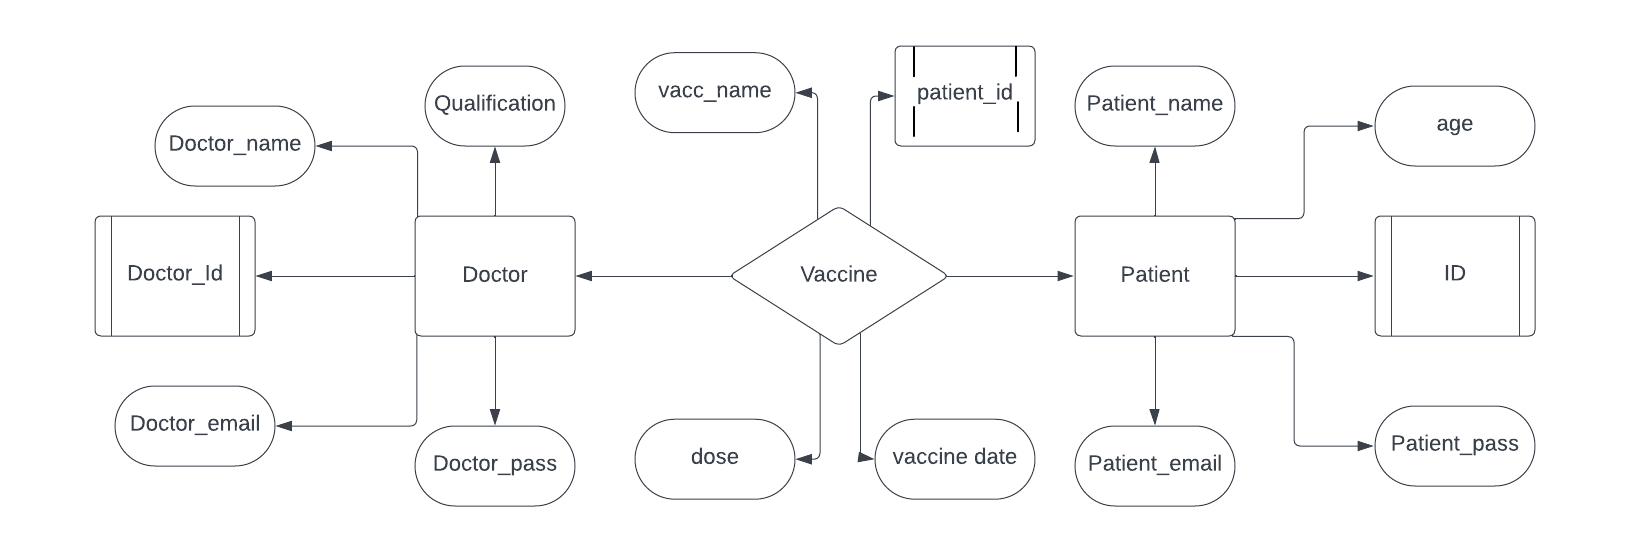 vacc_name
patient_id
Qualification
Patient_name
age
Doctor_name
Doctor_Id
Doctor
Vaccine
Patient
ID
Doctor_email
Doctor_pass
dose
vaccine date
Patient_email
Patient_pass